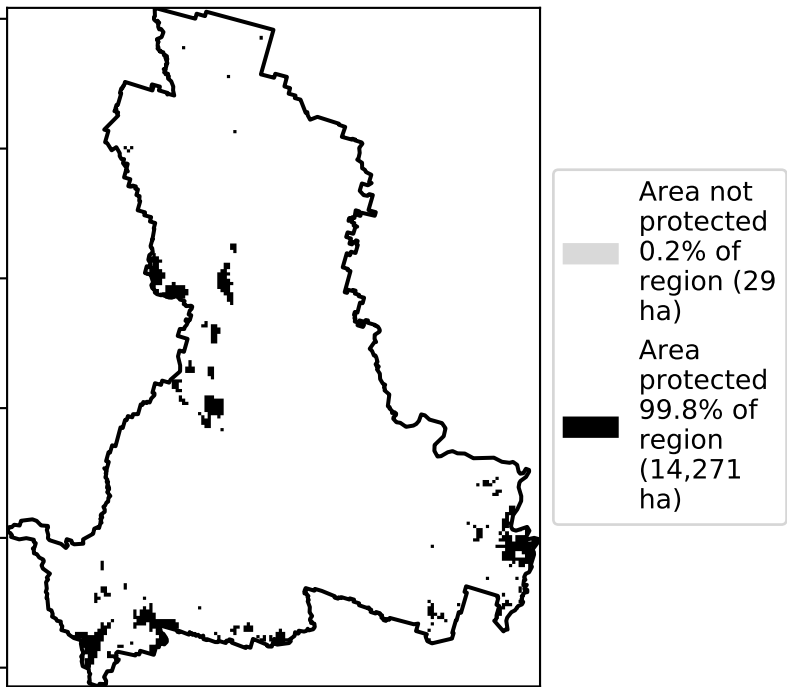 Area not
protected
0.2% of
region (29
ha)
Area
protected
99.8% of
region
(14,271
ha)